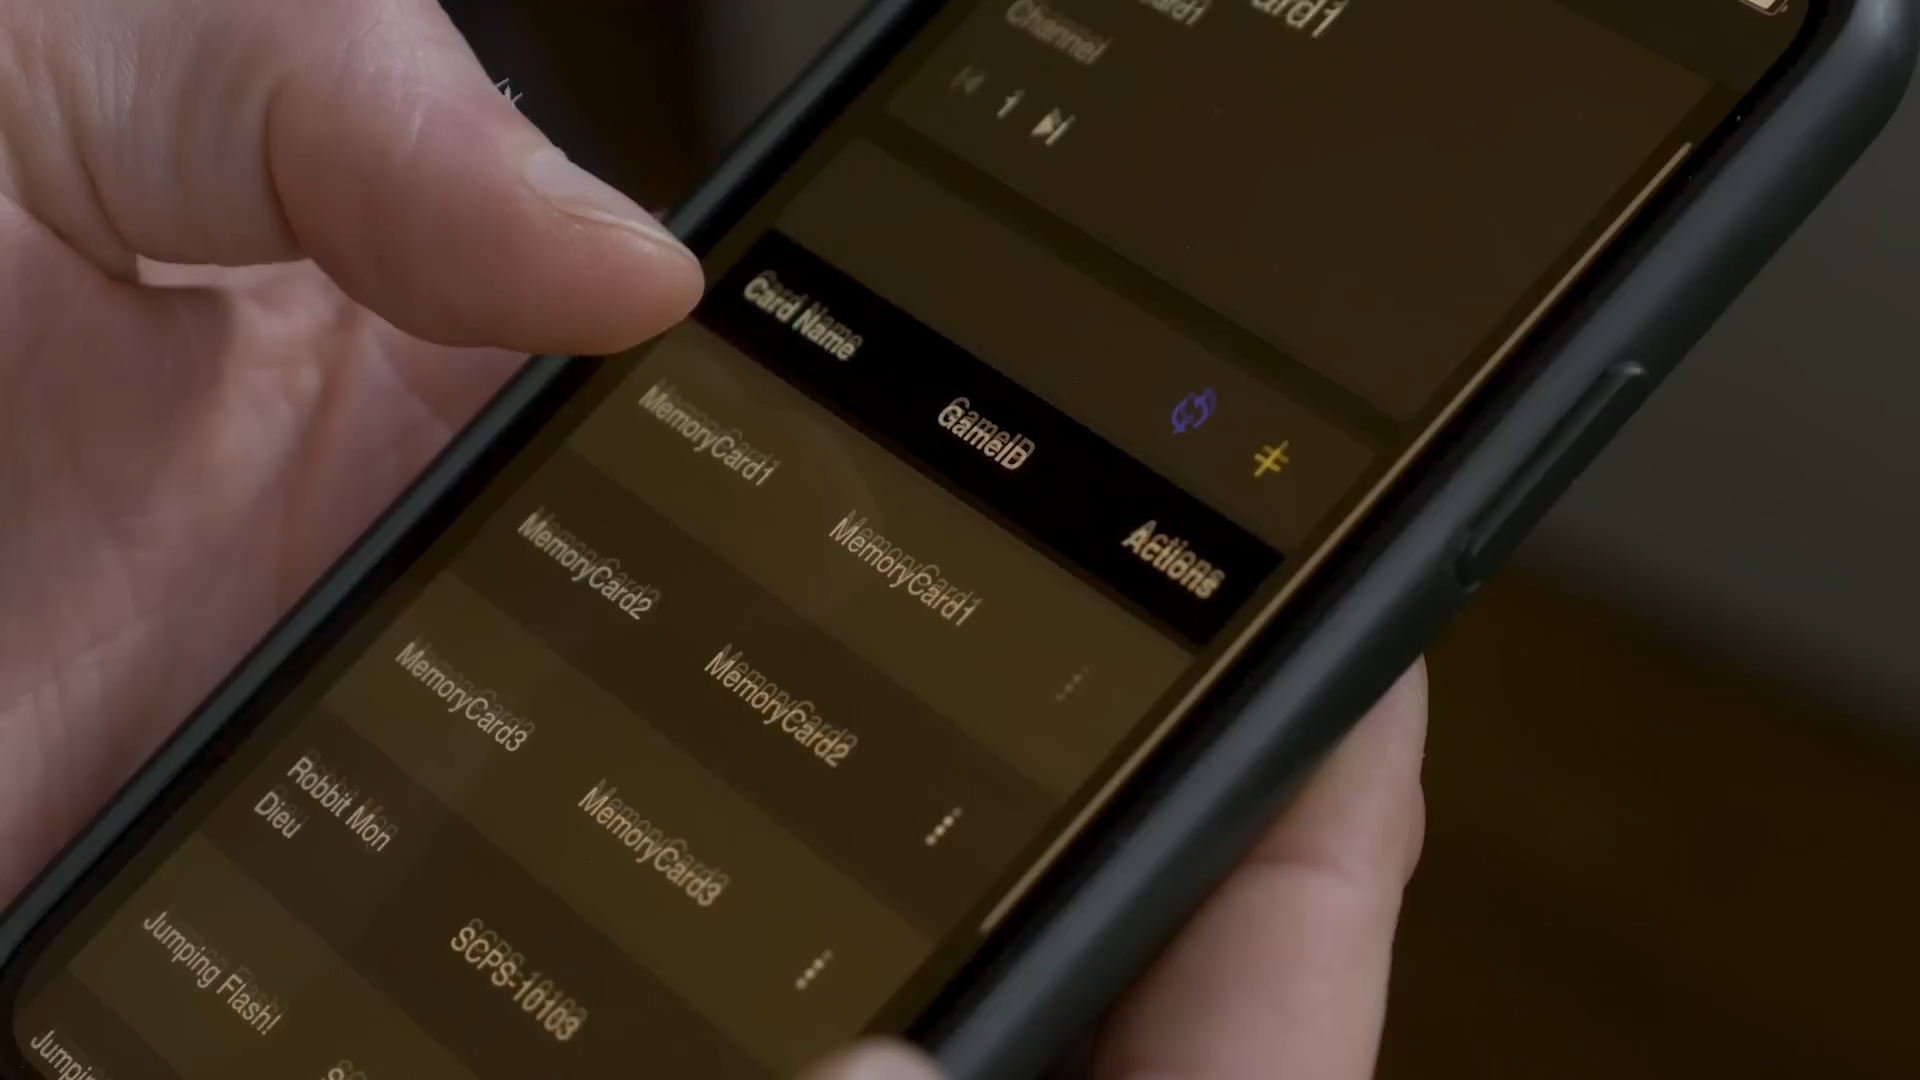 ard1
Channel
1
Card Name
GameID
Actions
MemoryCard1
MemoryCard1
MemoryCard2
MemoryCard2
MemoryCard3
MemoryCard3
Robbit Mon
Dieu
SCPS-10103
Jumping Flash!